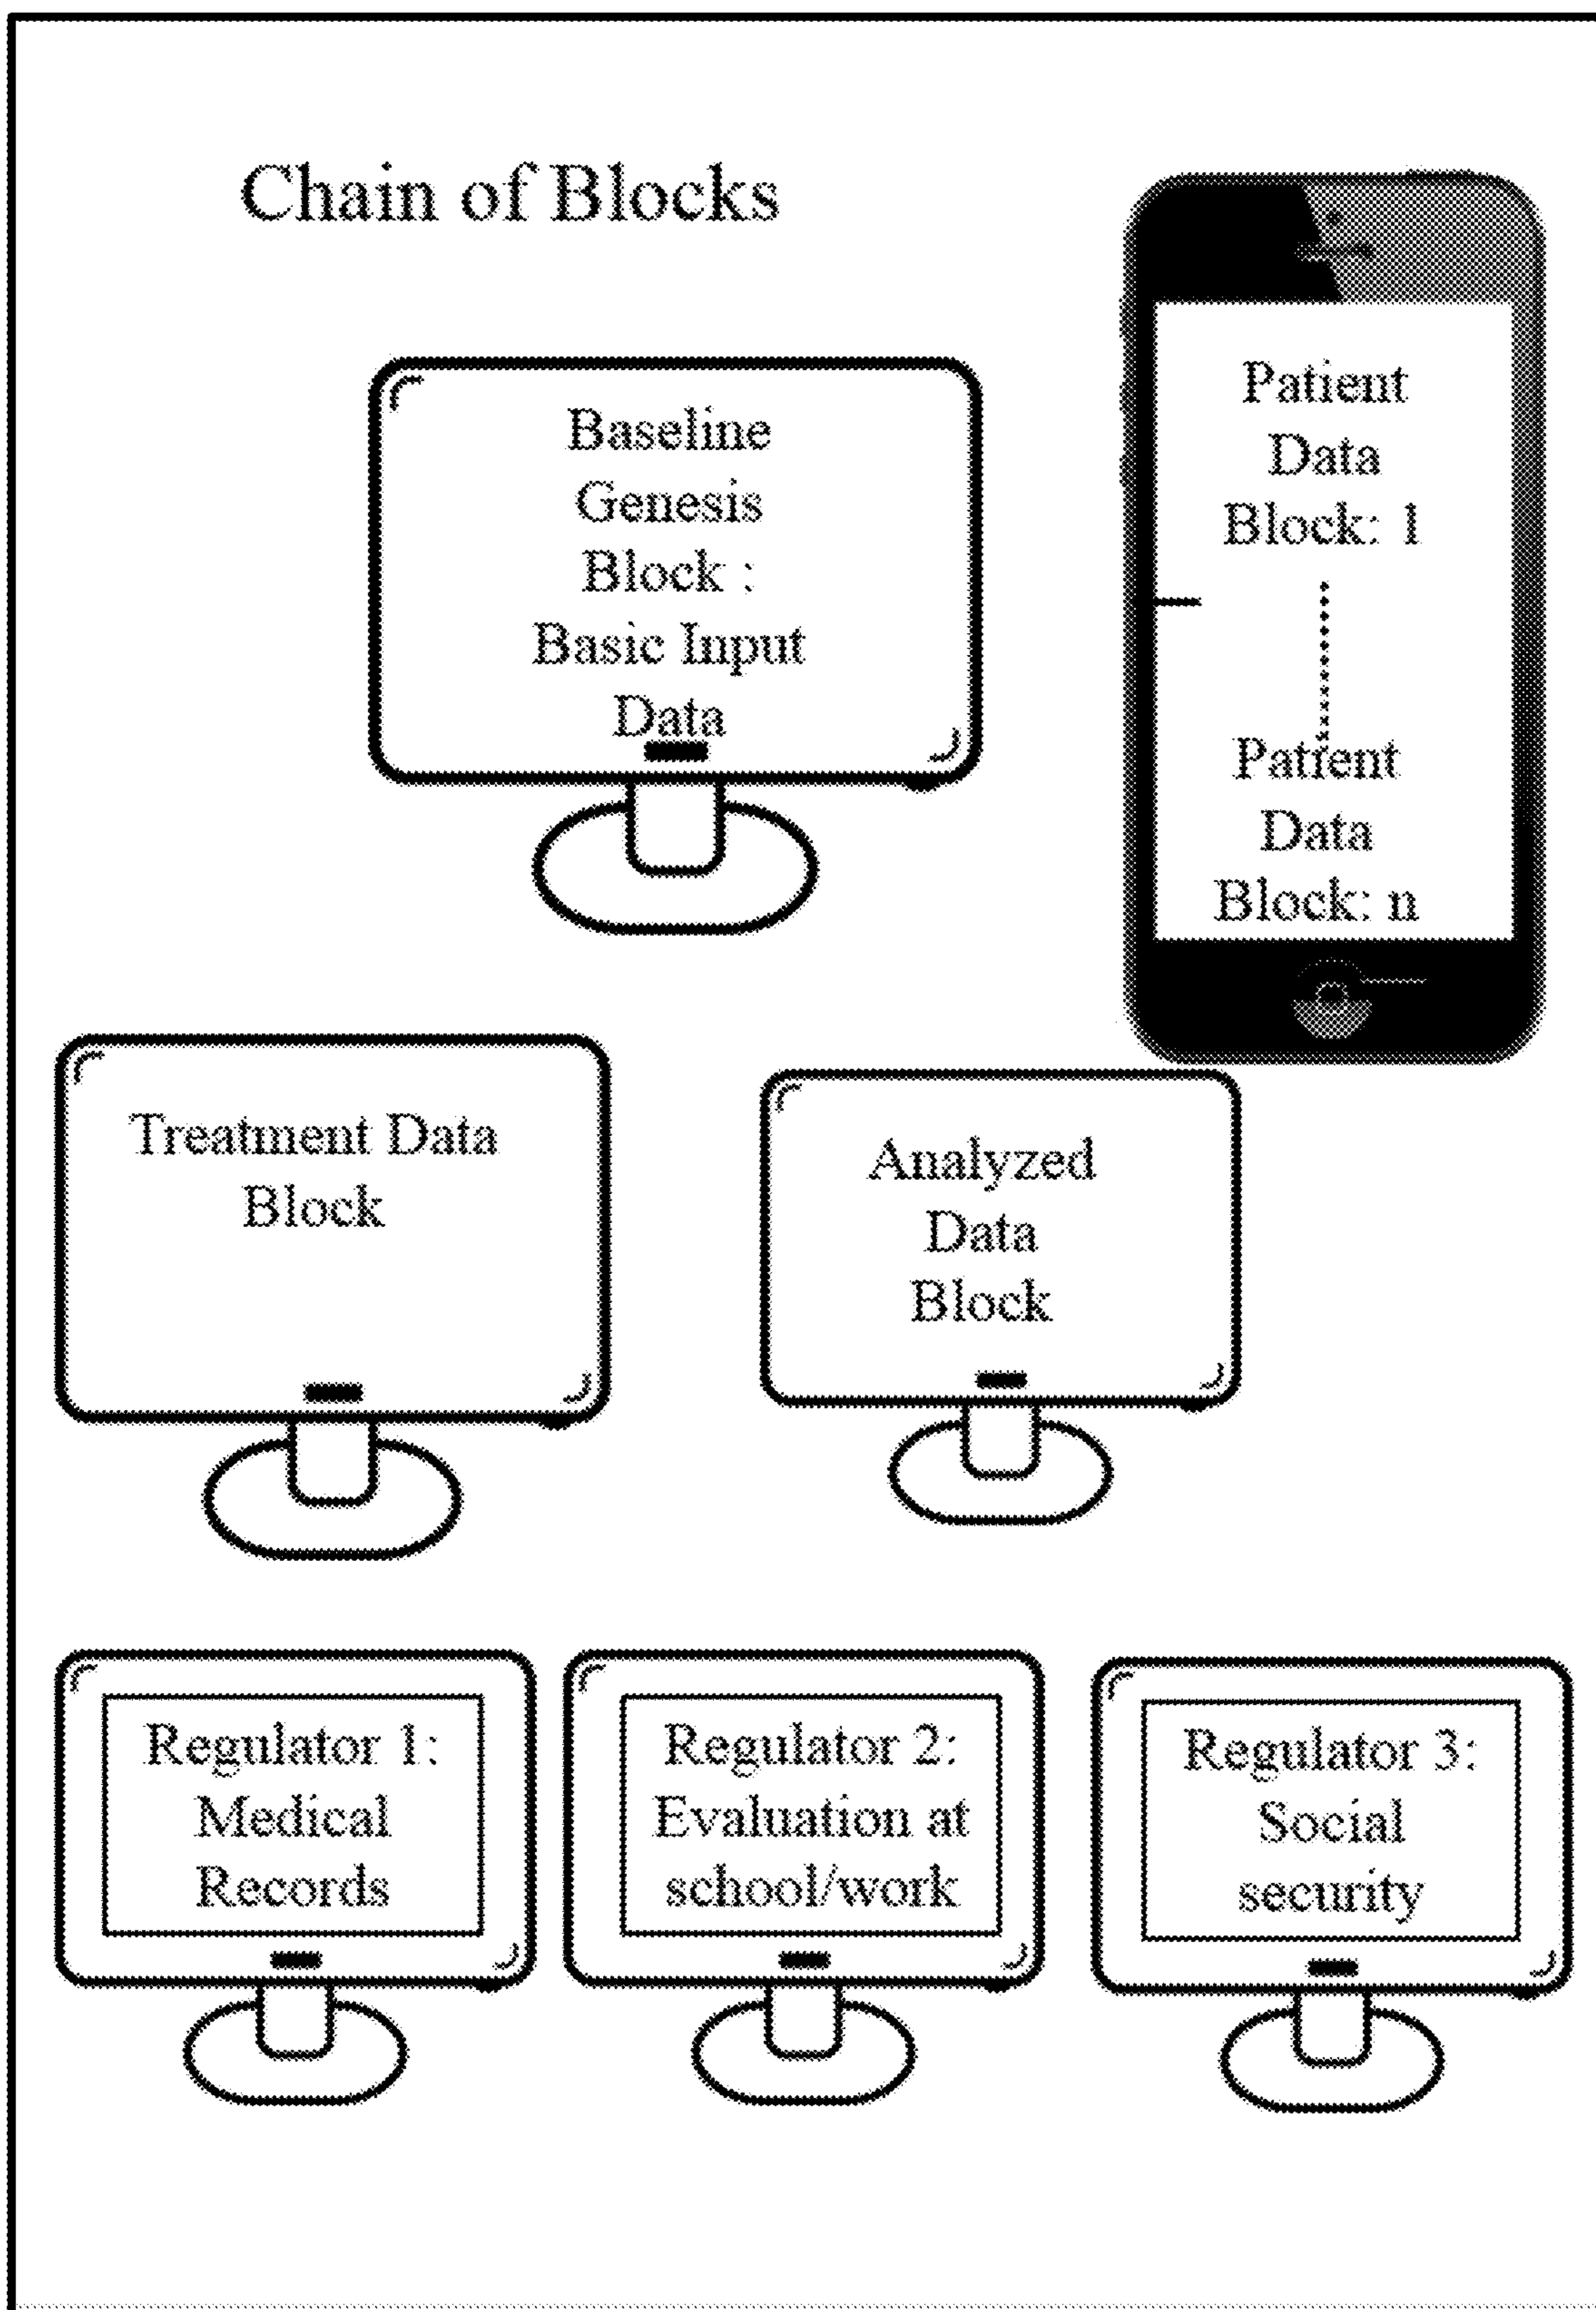 Chain of Blocks
Baseline
Genesis
Block :
Basic Input
Data
Patient
Data
Block: 1
Patient
Data
Block: n
Treatment Data
Block
Analyzed
Data
Block
Regulator 1:
Medical
Records
Regulator 2:
Evaluation at
school/work
Regulator 3:
Social
security